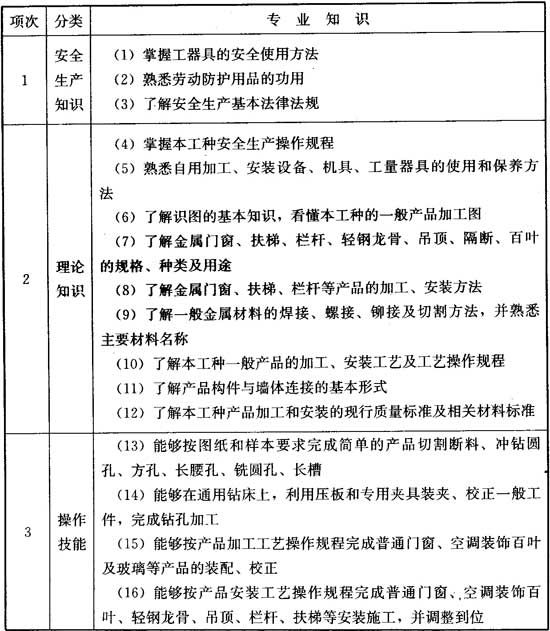 项次 分类 专业知识
1
安全
生产
知识
(1) 掌握工器具的安全使用方法
(2) 熟悉劳动防护用品的功用
(3) 了解安全生产基本法律法规
2
理论
知识
(4) 掌握本工种安全生产操作规程
(5) 熟悉自用加工、安装设备、机具、工量器具的使用和保养方
法
(6) 了解识图的基本知识，看懂本工种的一般产品加工图
(7) 了解金属门窗、扶梯、栏杆、轻钢龙骨、吊顶、隔断、百叶
的规格、种类及用途
(8) 了解金属门窗、扶梯、栏杆等产品的加工、安装方法
(9) 了解一般金属材料的焊接、螺接、铆接及切割方法，并熟悉
主要材料名称
(10) 了解本工种一般产品的加工、安装工艺及工艺操作规程
(11) 了解产品构件与墙体连接的基本形式
(12) 了解本工种产品加工和安装的现行质量标准及相关材料标准
3
操作
技能
(13) 能够按图纸和样本要求完成简单的产品切割断料、冲钻圆
孔、方孔、长腰孔、铣圆孔、长槽
(14) 能够在通用钻床上，利用压板和专用夹具装夹、校正一般工
件，完成钻孔加工
(15) 能够按产品加工工艺操作规程完成普通门窗、空调装饰百叶
及玻璃等产品的装配、校正
(16) 能够按产品安装工艺操作规程完成普通门窗、空调装饰百
叶、轻钢龙骨、吊顶、栏杆、扶梯等安装施工，并调整到位